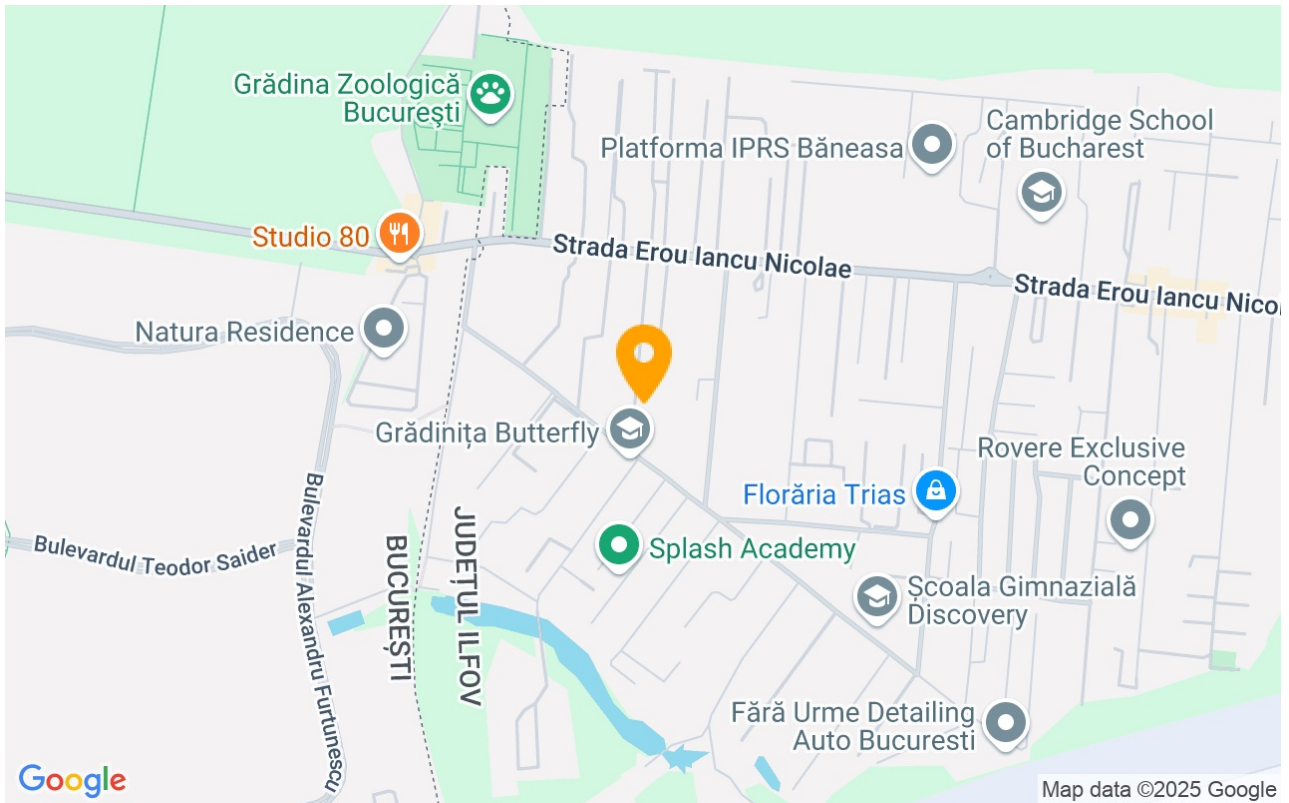 Grădina Zoologică
București
Platforma IPRS Băneasa
Cambridge School
of Bucharest
Studio 80
Strada Erou Iancu Nicolae
Strada Erou Iancu Nicol
Natura Residence
Grădinița Butterfly
Rovere Exclusive
Concept
Florăria Trias
Bulevardul Teodor Saider
Bulevardul Alexandru Furtunescu
BUCUREȘTI
JUDEȚUL ILFOV
Splash Academy
Școala Gimnazială
Discovery
Fără Urme Detailing
Auto Bucuresti
Google
Map data ©2025 Google